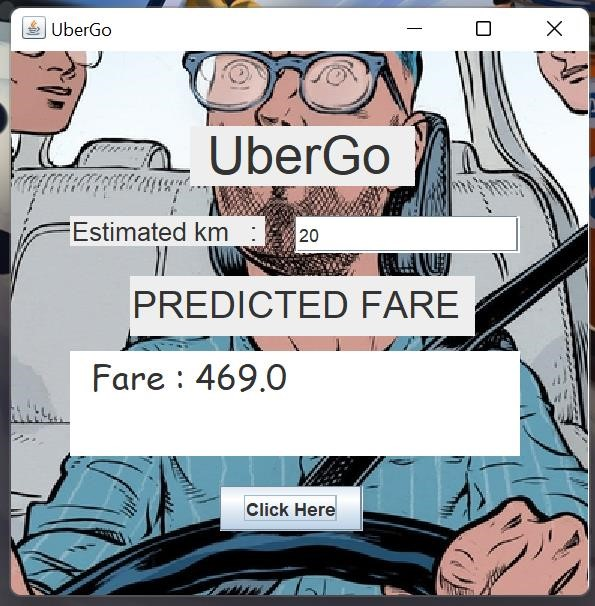 UberGo
UberGo
Estimated km : 20
PREDICTED FARE
Fare : 469.0
Click Here